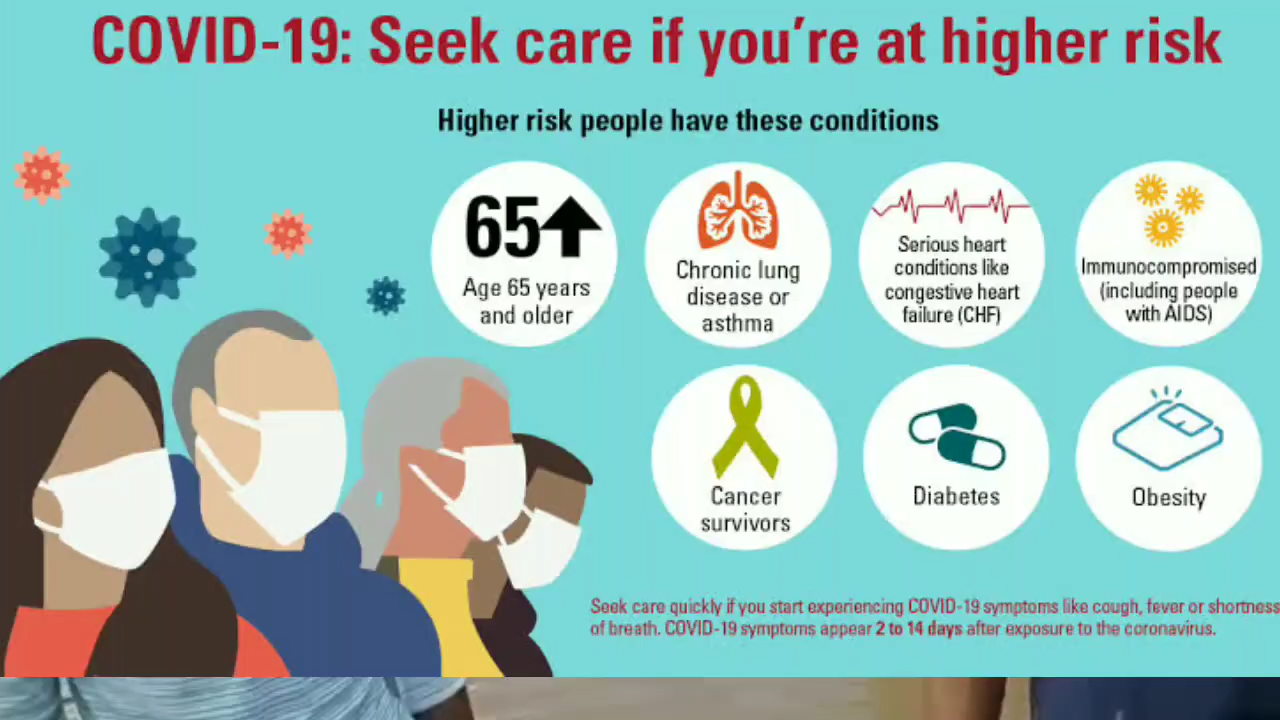 COVID-19: Seek care if you're at higher risk
Higher risk people have these conditions
65
Age 65 years
and older
Chronic lung
disease or
asthma
Serious heart
conditions like
congestive heart
failure (CHF)
Immunocompromised
(including people
with AIDS)
Cancer
survivors
Diabetes
Obesity
Seek care quickly if you start experiencing COVID-19 symptoms like cough, fever or shortness
of breath. COVID-19 symptoms appear 2 to 14 days after exposure to the coronavirus.